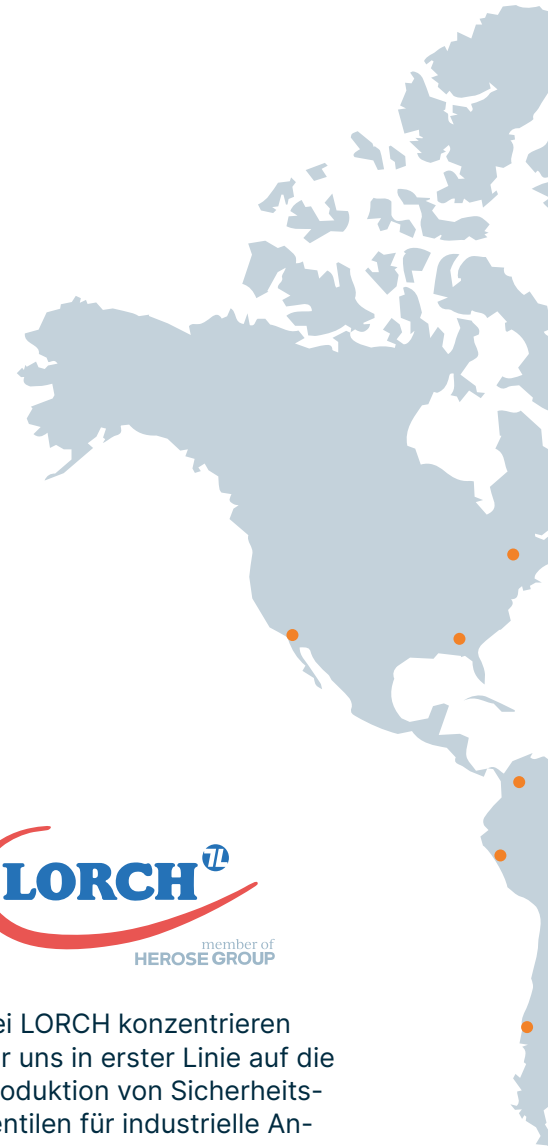 LORCH
member of
HEROSE GROUP
ei LORCH konzentrieren
r uns in erster Linie auf die
oduktion von Sicherheits-
entilen für industrielle An-